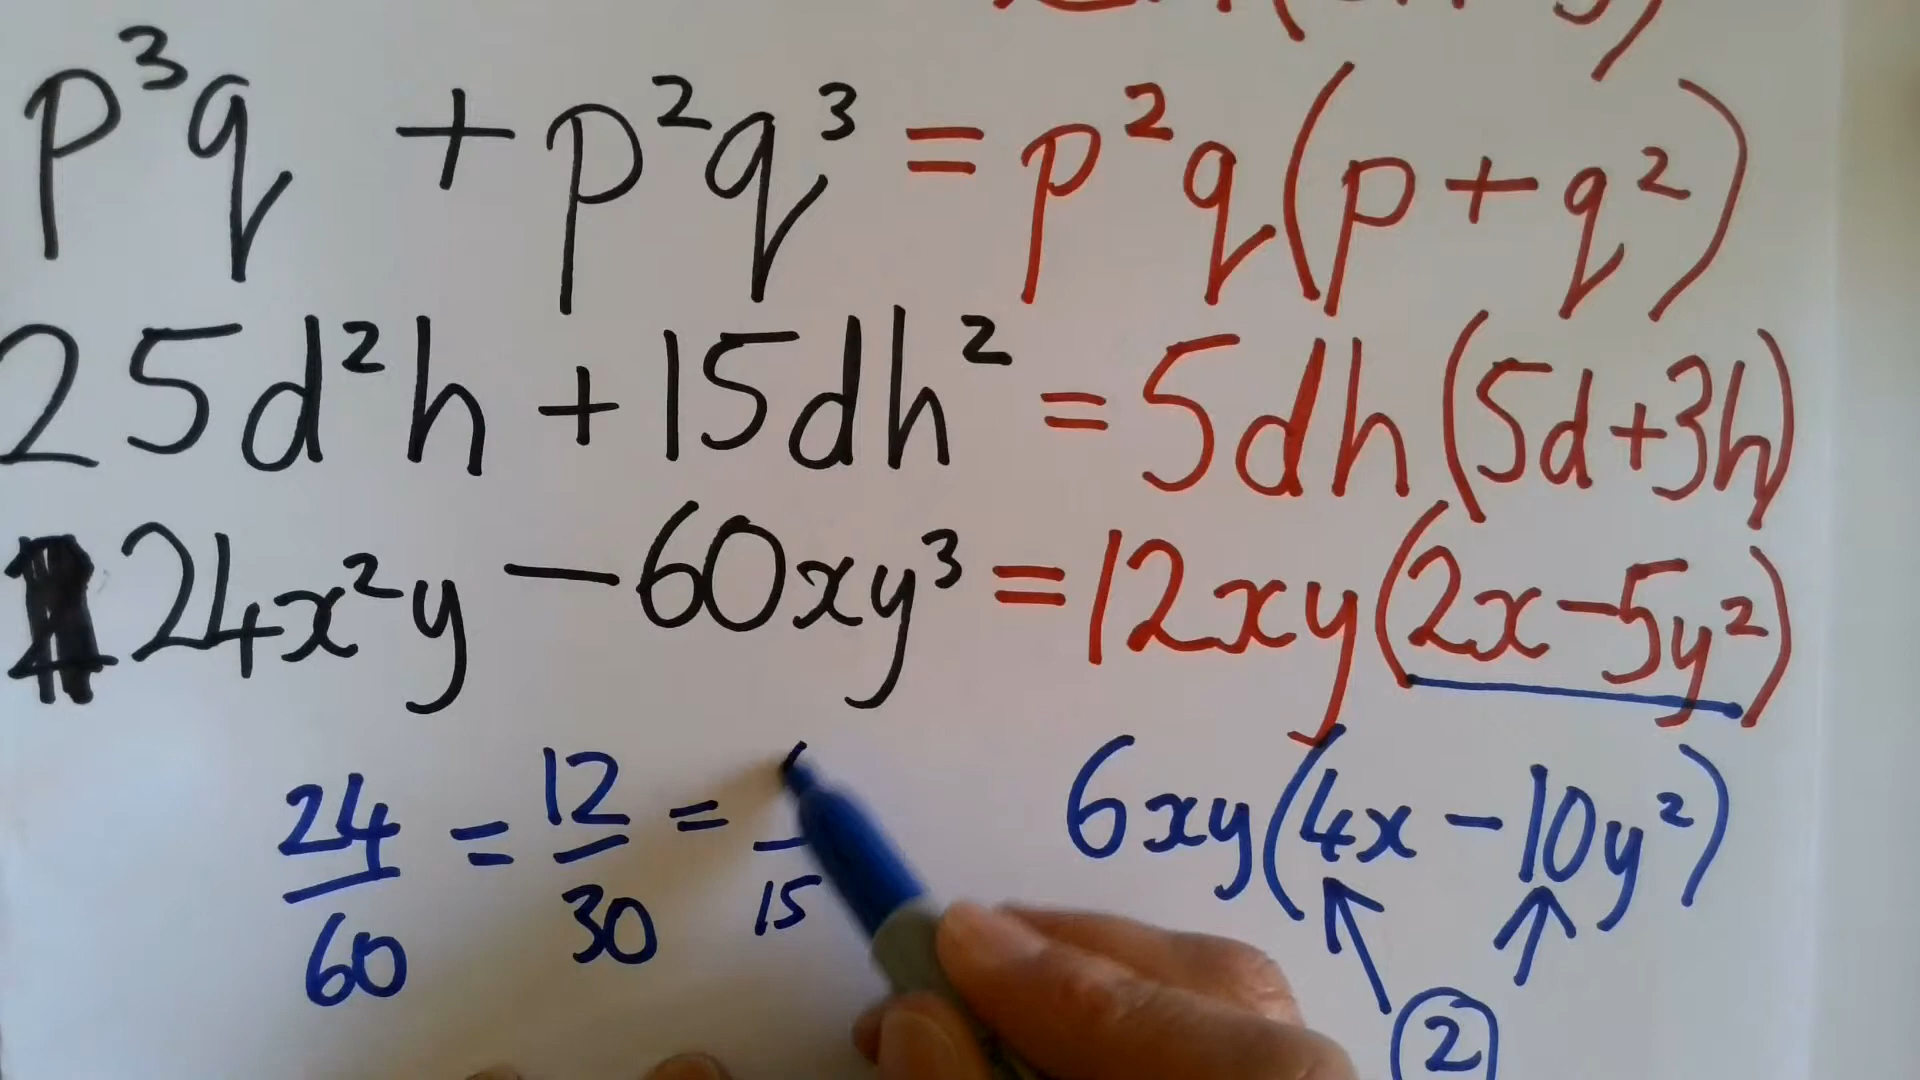 p³q + p²q³ = p²q(p + q²)
25d²h + 15dh² = 5dh(5d+3h)
24x²y − 60xy³ = 12xy(2x − 5y²)
24/60 = 12/30 = /15
6xy(4x − 10y²)
2